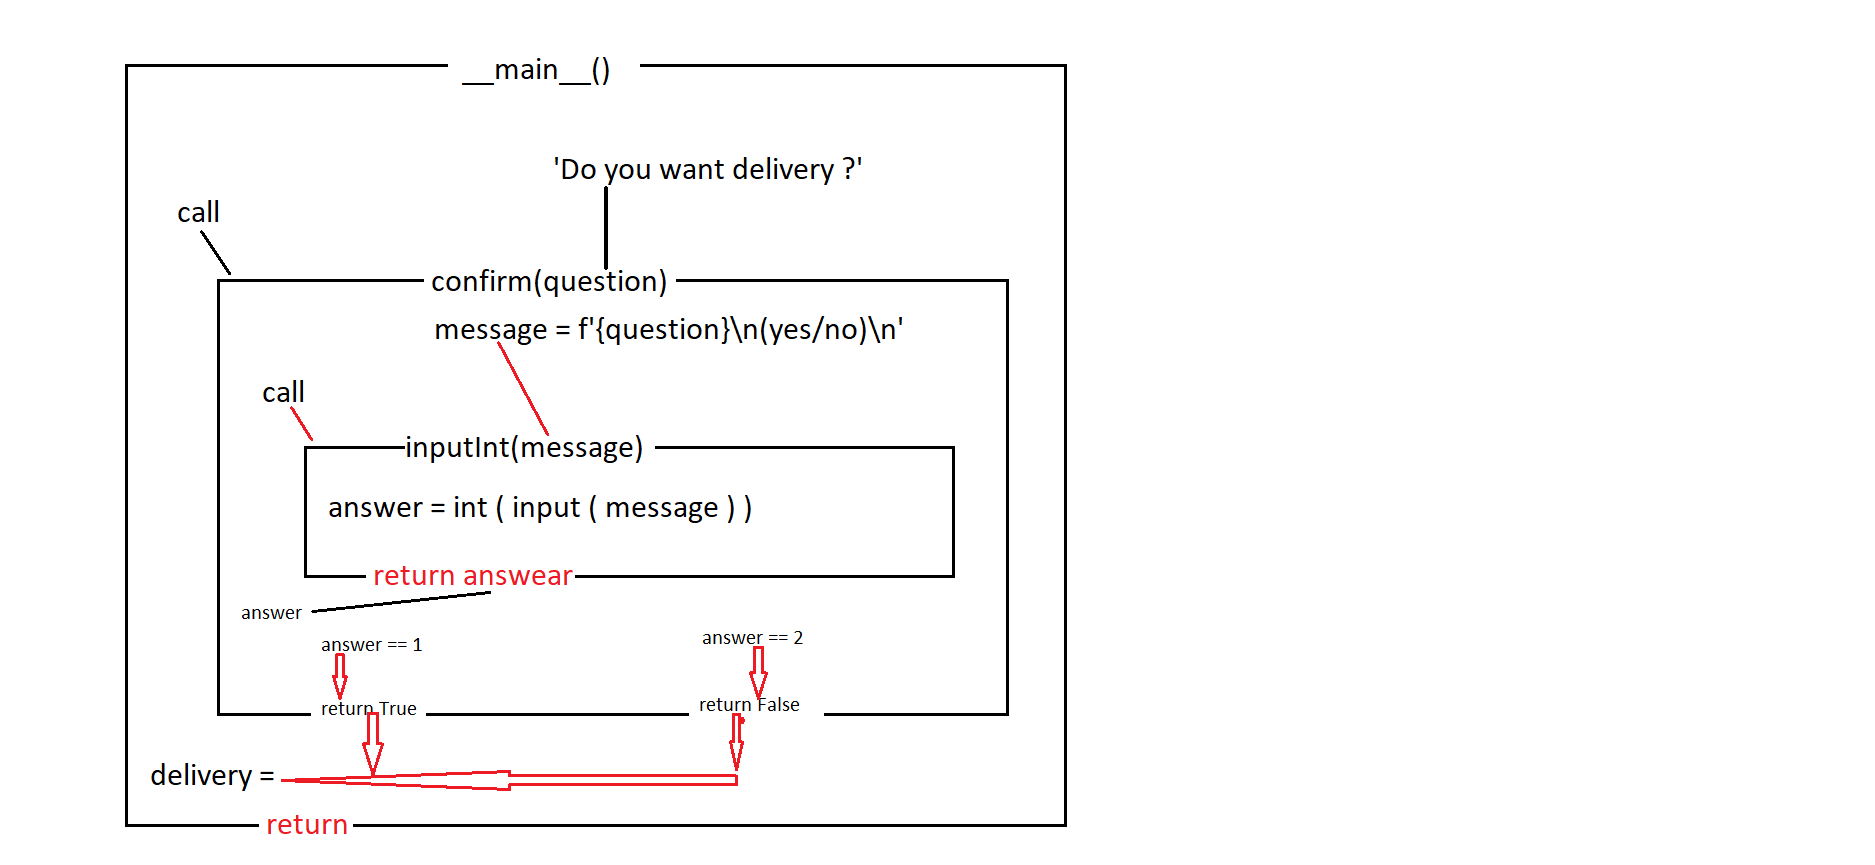 __main__()
'Do you want delivery ?'
call
confirm(question)
message = f'{question}\n(yes/no)\n'
call
inputInt(message)
answer = int ( input ( message ) )
return answear
answer
answer == 1
answer == 2
return True
return False
delivery =
return